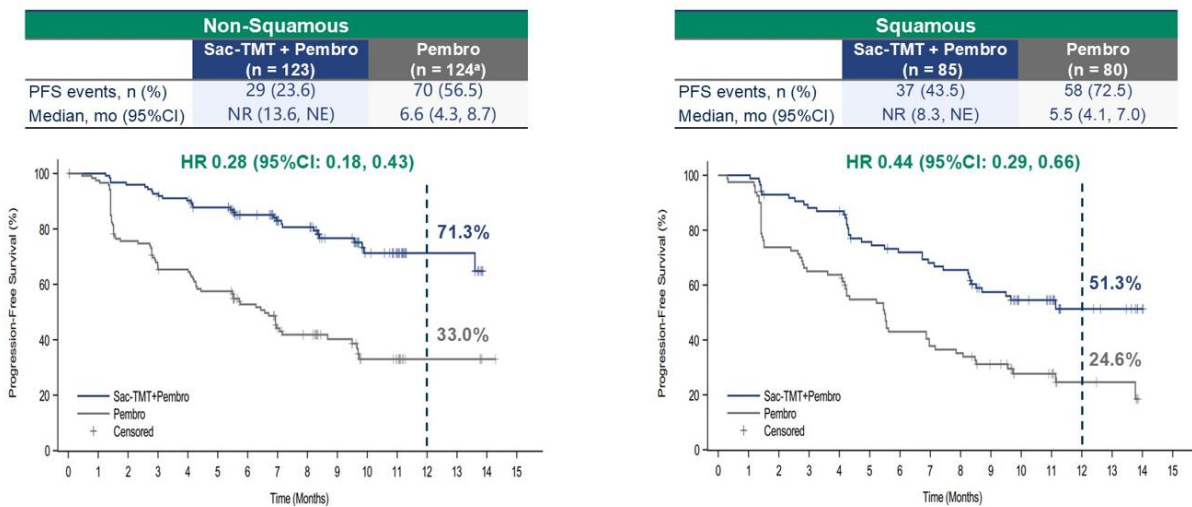 Non-Squamous
Sac-TMT + Pembro Pembro
(n = 123) (n = 124ᵃ)
PFS events, n (%) 29 (23.6) 70 (56.5)
Median, mo (95%CI) NR (13.6, NE) 6.6 (4.3, 8.7)
HR 0.28 (95%CI: 0.18, 0.43)
Progression-Free Survival (%)
100
80
60
40
20
0
71.3%
33.0%
Sac-TMT+Pembro
Pembro
Censored
0 1 2 3 4 5 6 7 8 9 10 11 12 13 14 15
Time (Months)
Squamous
Sac-TMT + Pembro Pembro
(n = 85) (n = 80)
PFS events, n (%) 37 (43.5) 58 (72.5)
Median, mo (95%CI) NR (8.3, NE) 5.5 (4.1, 7.0)
HR 0.44 (95%CI: 0.29, 0.66)
Progression-Free Survival (%)
100
80
60
40
20
0
51.3%
24.6%
Sac-TMT+Pembro
Pembro
Censored
0 1 2 3 4 5 6 7 8 9 10 11 12 13 14 15
Time (Months)